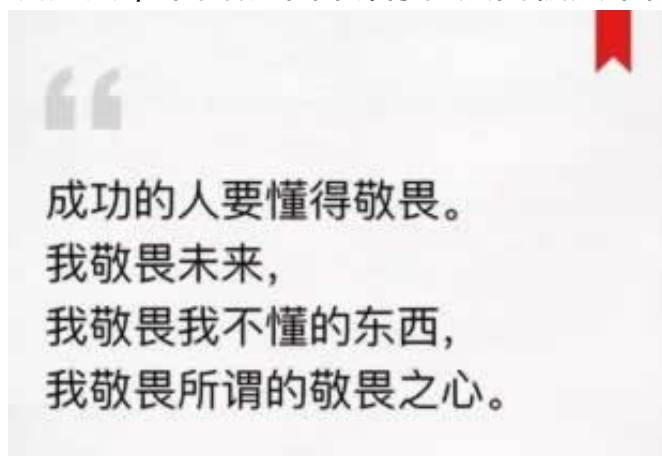 成功的人要懂得敬畏。
我敬畏未来，
我敬畏我不懂的东西，
我敬畏所谓的敬畏之心。